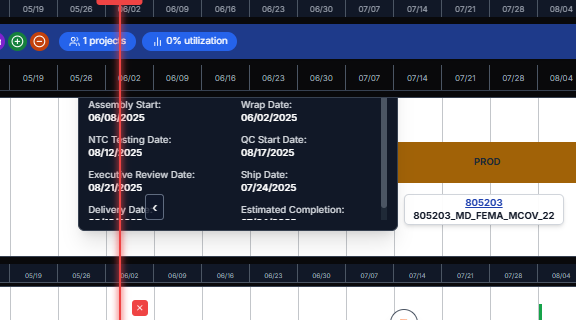 05/19 05/26 06/02 06/09 06/16 06/23 06/30 07/07 07/14 07/21 07/28 08/04
1 projects 0% utilization
05/19 05/26 06/02 06/09 06/16 06/23 06/30 07/07 07/14 07/21 07/28 08/04
Assembly Start: Wrap Date:
06/08/2025 06/02/2025
NTC Testing Date: QC Start Date:
08/12/2025 08/17/2025
PROD
Executive Review Date: Ship Date:
08/21/2025 07/24/2025
805203
Delivery Date: Estimated Completion:
805203_MD_FEMA_MCOV_22
05/19 05/26 06/02 06/09 06/16 06/23 06/30 07/07 07/14 07/21 07/28 08/04